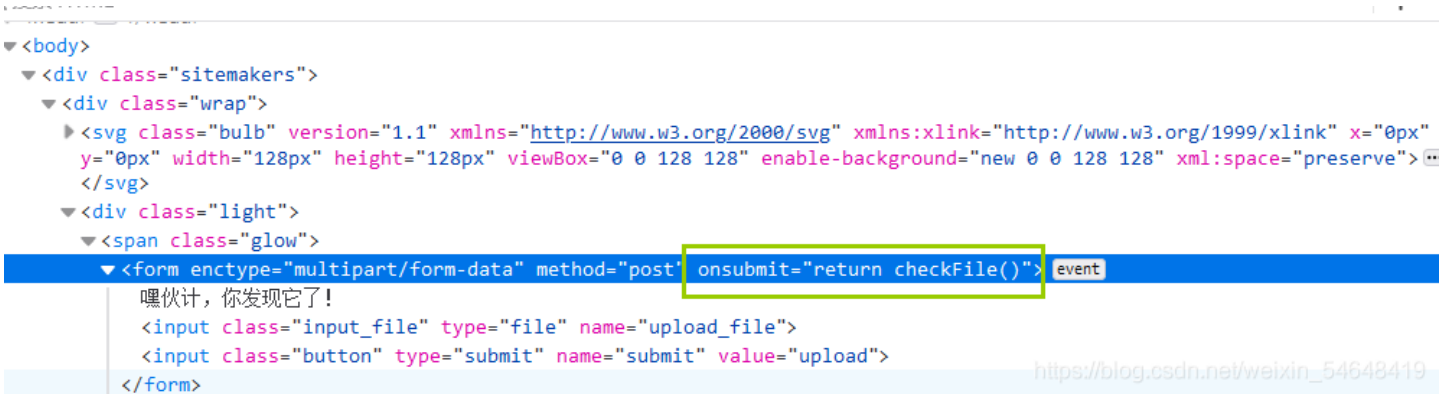 <body>
<div class="sitemakers">
<div class="wrap">
<svg class="bulb" version="1.1" xmlns="http://www.w3.org/2000/svg" xmlns:xlink="http://www.w3.org/1999/xlink" x="0px"
y="0px" width="128px" height="128px" viewBox="0 0 128 128" enable-background="new 0 0 128 128" xml:space="preserve">
</svg>
<div class="light">
<span class="glow">
<form enctype="multipart/form-data" method="post" onsubmit="return checkFile()"> event
嘿伙计，你发现它了!
<input class="input_file" type="file" name="upload_file">
<input class="button" type="submit" name="submit" value="upload">
</form>
https://blog.csdn.net/weixin_54648419